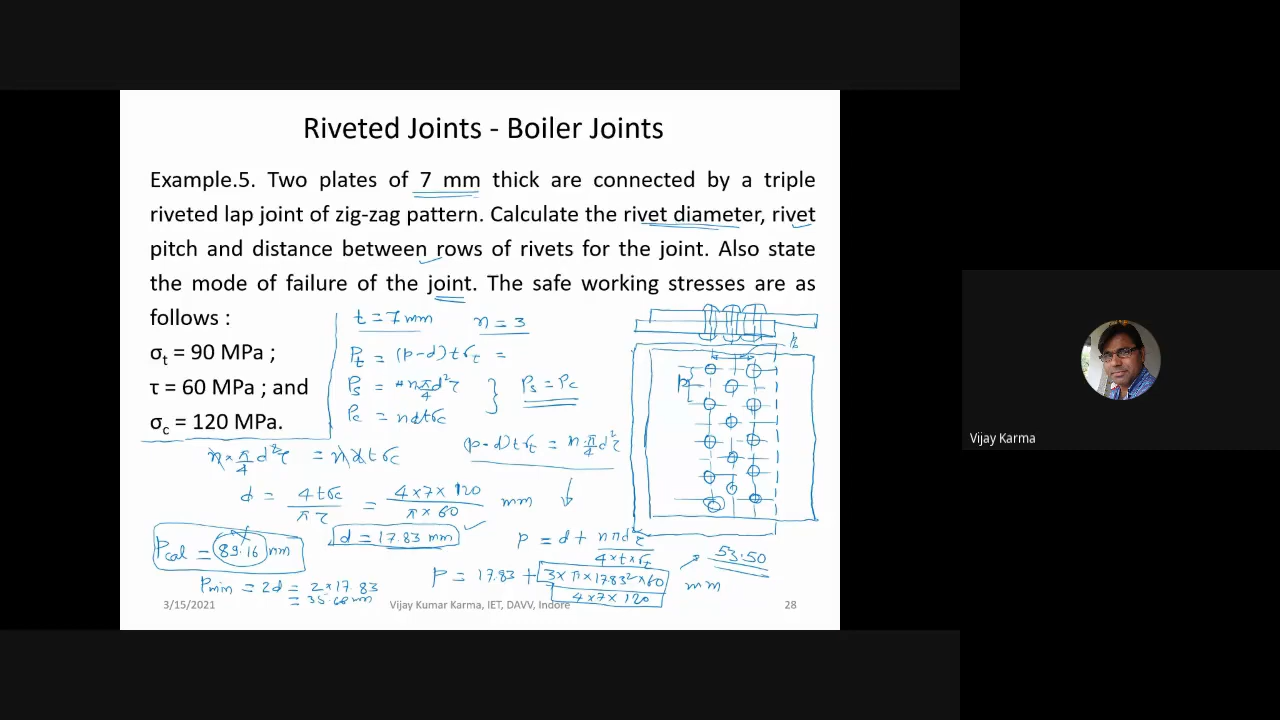 Riveted Joints - Boiler Joints
Example.5. Two plates of 7 mm thick are connected by a triple
riveted lap joint of zig-zag pattern. Calculate the rivet diameter, rivet
pitch and distance between rows of rivets for the joint. Also state
the mode of failure of the joint. The safe working stresses are as
follows :
σt = 90 MPa ;
τ = 60 MPa ; and
σc = 120 MPa.
t = 7 mm n = 3
Pt = (p-d) t σt =
Ps = n π/4 d² τ
Pc = n d t σc
} Ps = Pc
n × π/4 d² τ = n d t σc
(p-d) t σt = n π/4 d² τ
d = 4 t σc / π τ = 4 × 7 × 120 / π × 60 mm
d = 17.83 mm
p = d + n π d² τ / 4 × t × σt
Pcal = 89.16 mm
p = 17.83 + 3 × π × 17.83² × 60 / 4 × 7 × 120
53.50
mm
Pmin = 2d = 2 × 17.83
p
3/15/2021
Vijay Kumar Karma, IET, DAVV, Indore
28
Vijay Karma